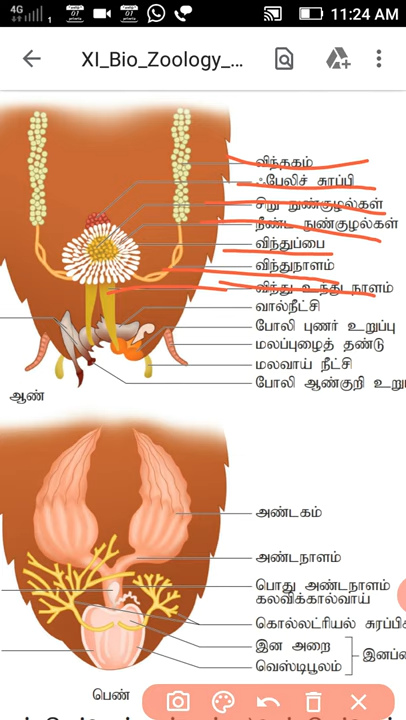 4G
1
11:24 AM
XI_Bio_Zoology_...
விந்தகம்
ஃபேலிச் சுரப்பி
சிறு நுண்குழல்கள்
நீண்ட நுண்குழல்கள்
விந்துப்பை
விந்துநாளம்
விந்து உந்து நாளம்
வால்நீட்சி
போலி புணர் உறுப்பு
மலப்புழைத் தண்டு
மலவாய் நீட்சி
போலி ஆண்குறி உறு
ஆண்
அண்டகம்
அண்டநாளம்
பொது அண்டநாளம்
கலவிக்கால்வாய்
கொல்லட்ரியல் சுரப்பி
இன அறை
இனப்
வெஸ்டிபூலம்
பெண்